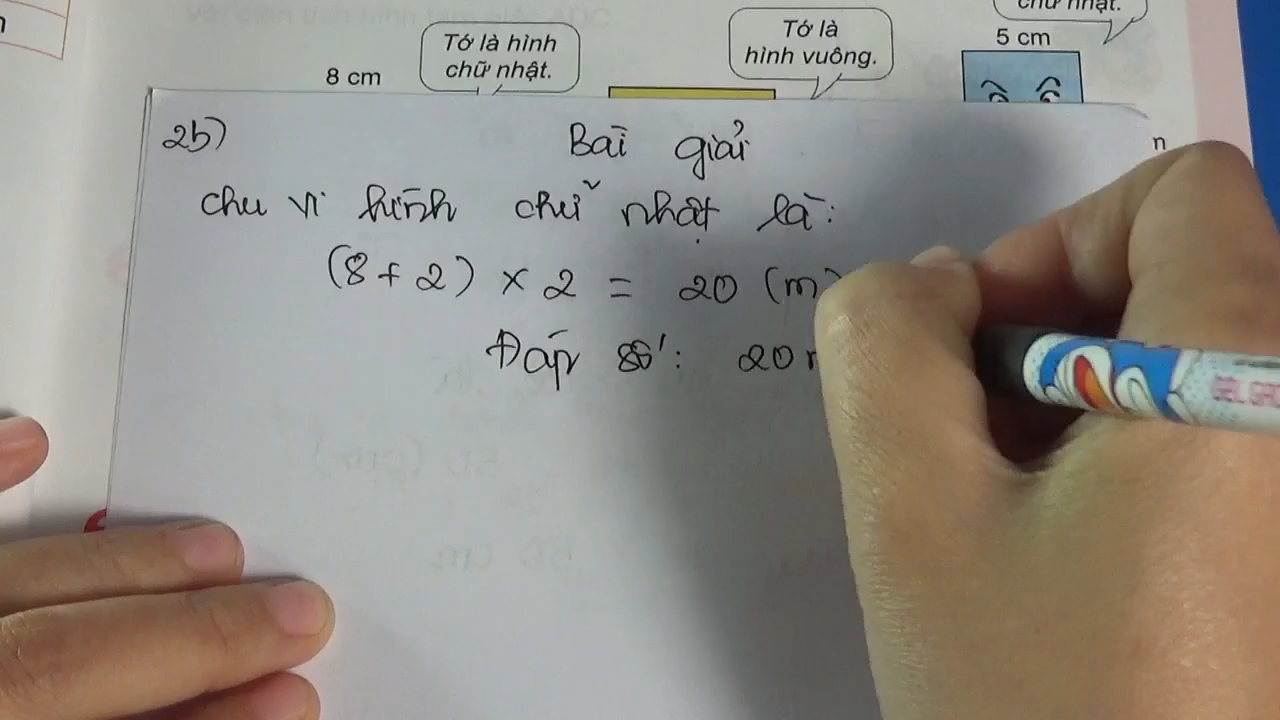 chữ nhật.
5 cm
Tớ là
hình vuông.
Tớ là hình
chữ nhật.
8 cm
n
2b)
Bài giải
chu vi hình chữ nhật là:
(8 + 2) × 2 = 20 (m)
Đáp số: 20